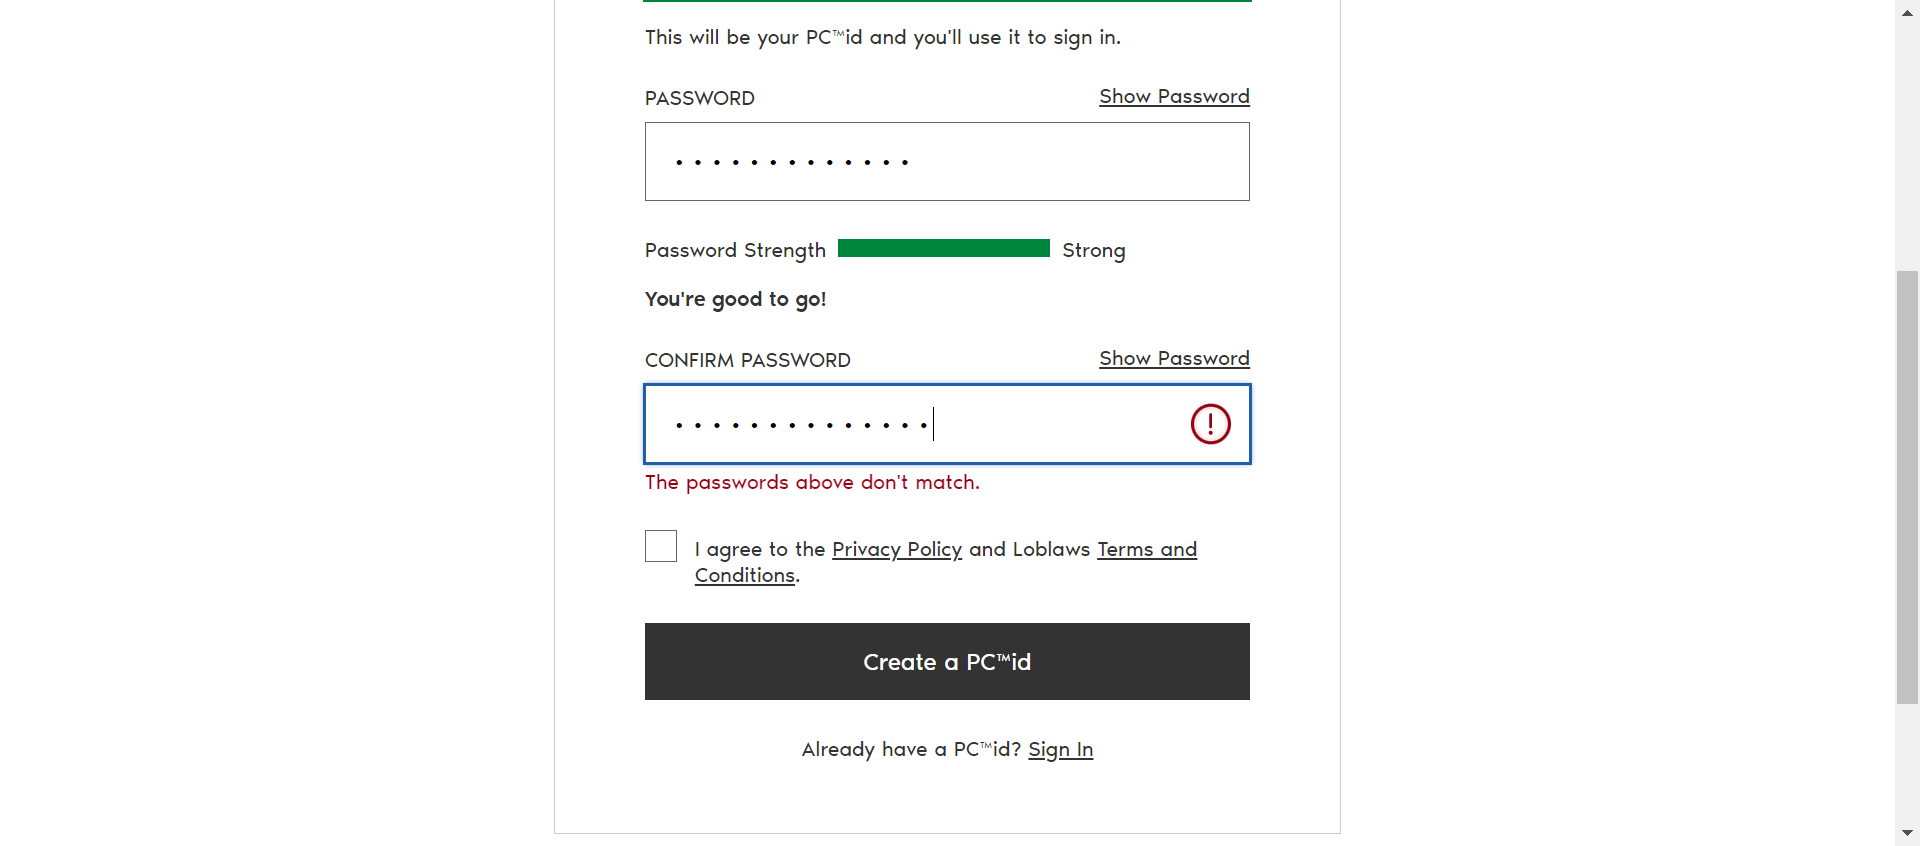 This will be your PC™id and you'll use it to sign in.
PASSWORD
Show Password
•••••••••••••
Password Strength
Strong
You're good to go!
CONFIRM PASSWORD
Show Password
••••••••••••••
The passwords above don't match.
I agree to the Privacy Policy and Loblaws Terms and
Conditions.
Create a PC™id
Already have a PC™id? Sign In